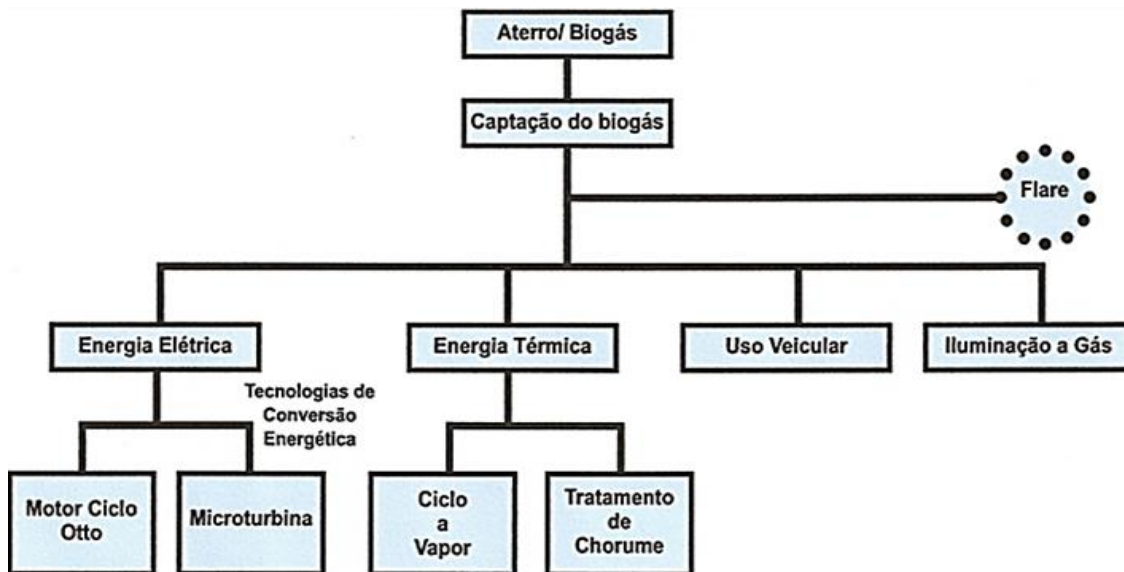 Aterro/ Biogás
Captação do biogás
Flare
Energia Elétrica
Energia Térmica
Uso Veicular
Iluminação a Gás
Tecnologias de
Conversão
Energética
Motor Ciclo
Otto
Microturbina
Ciclo
a
Vapor
Tratamento
de
Chorume